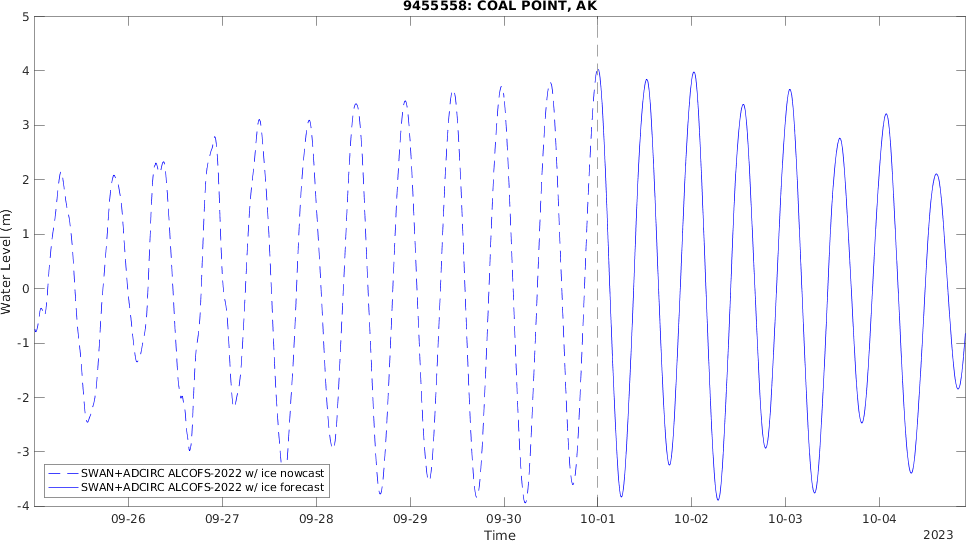 9455558: COAL POINT, AK
5
4
3
2
1
0
-1
-2
-3
-4
Water Level (m)
SWAN+ADCIRC ALCOFS-2022 w/ ice nowcast
SWAN+ADCIRC ALCOFS-2022 w/ ice forecast
09-26 09-27 09-28 09-29 09-30 10-01 10-02 10-03 10-04
Time
2023